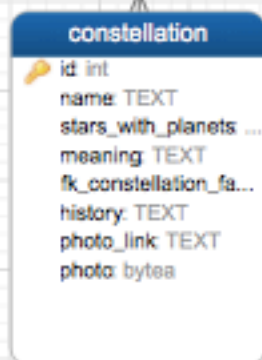 constellation
id: int
name: TEXT
stars_with_planets: ...
meaning: TEXT
fk_constellation_fa...
history: TEXT
photo_link: TEXT
photo: bytea